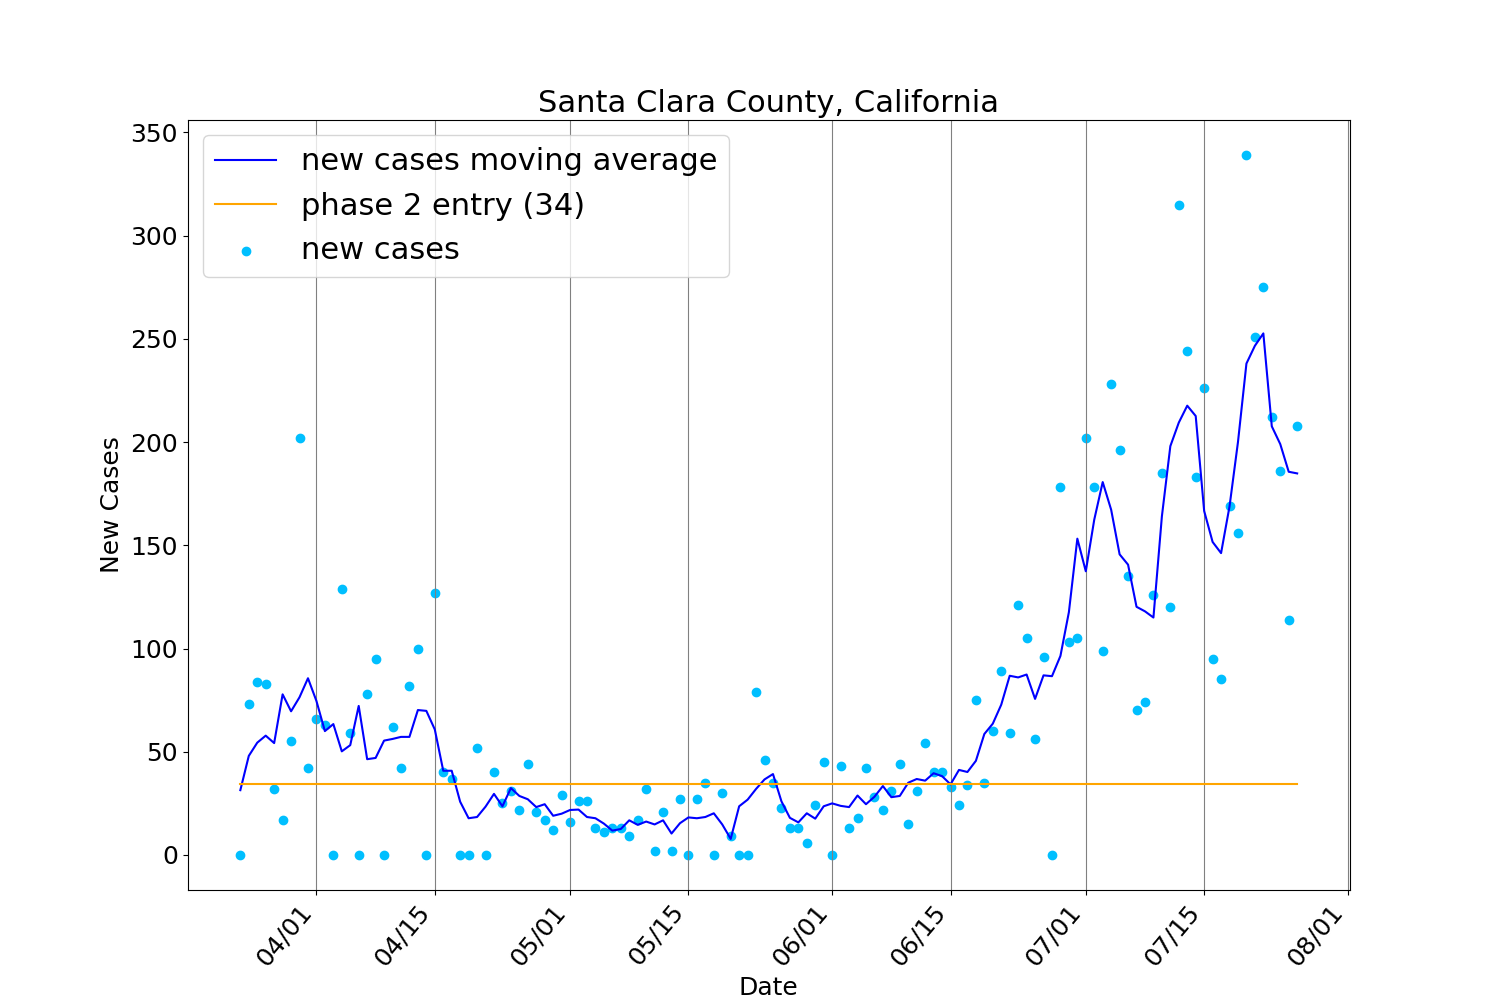 Santa Clara County, California
new cases moving average
phase 2 entry (34)
new cases
350
300
250
200
150
100
50
0
New Cases
04/01
04/15
05/01
05/15
06/01
06/15
07/01
07/15
08/01
Date